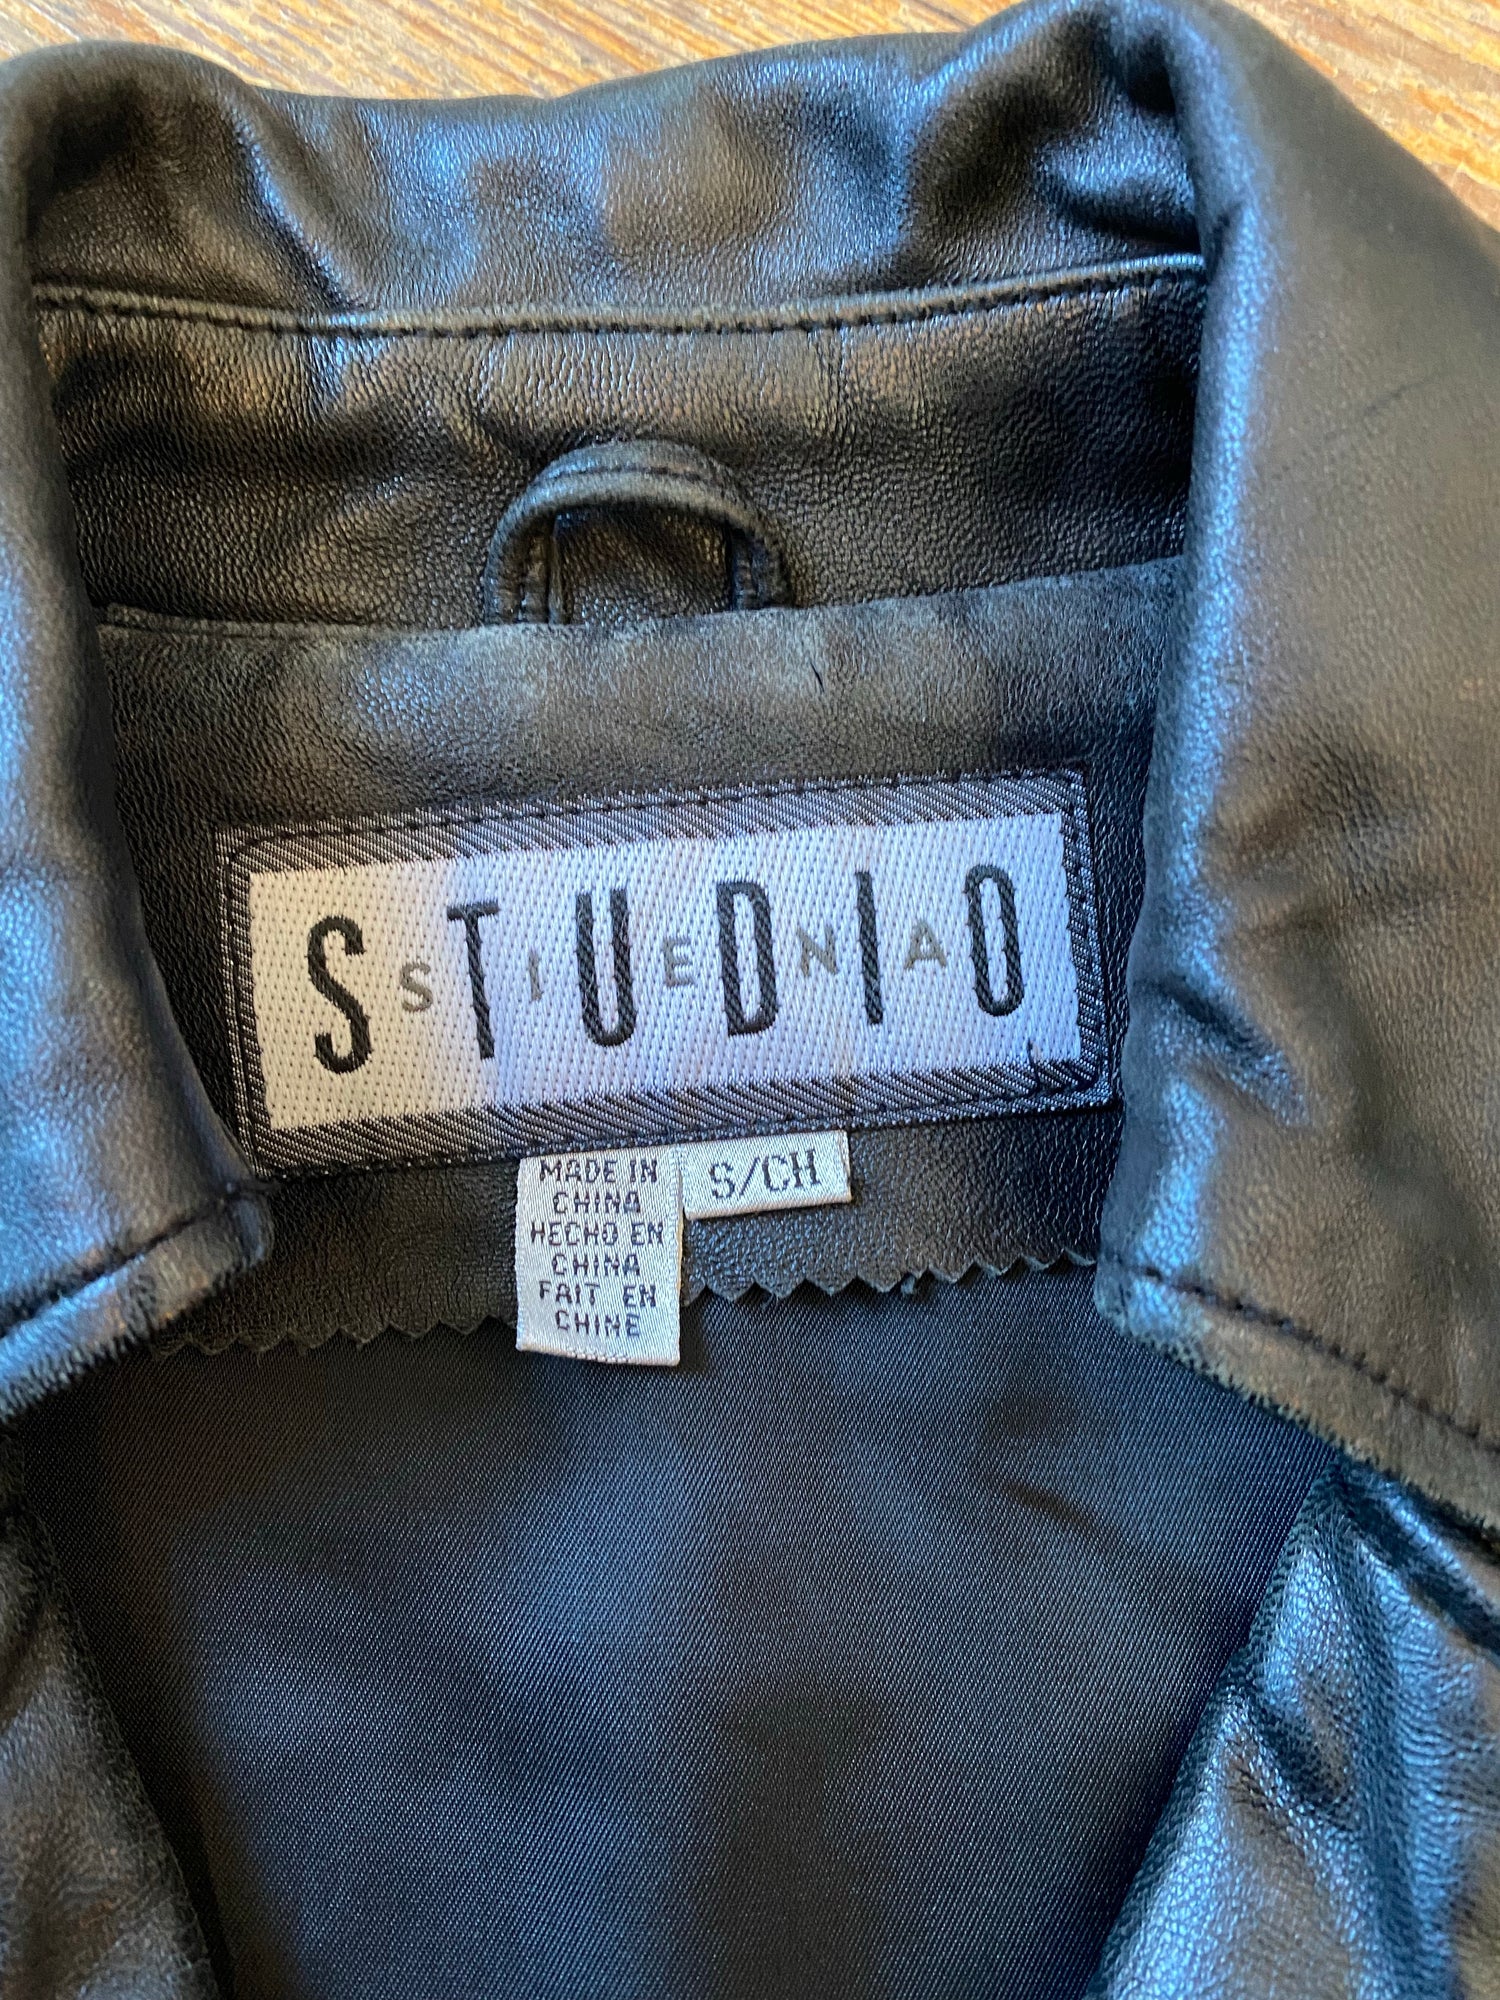 STUDIO
SIENA
S/CH
MADE IN
CHINA
HECHO EN
CHINA
FAIT EN
CHINE